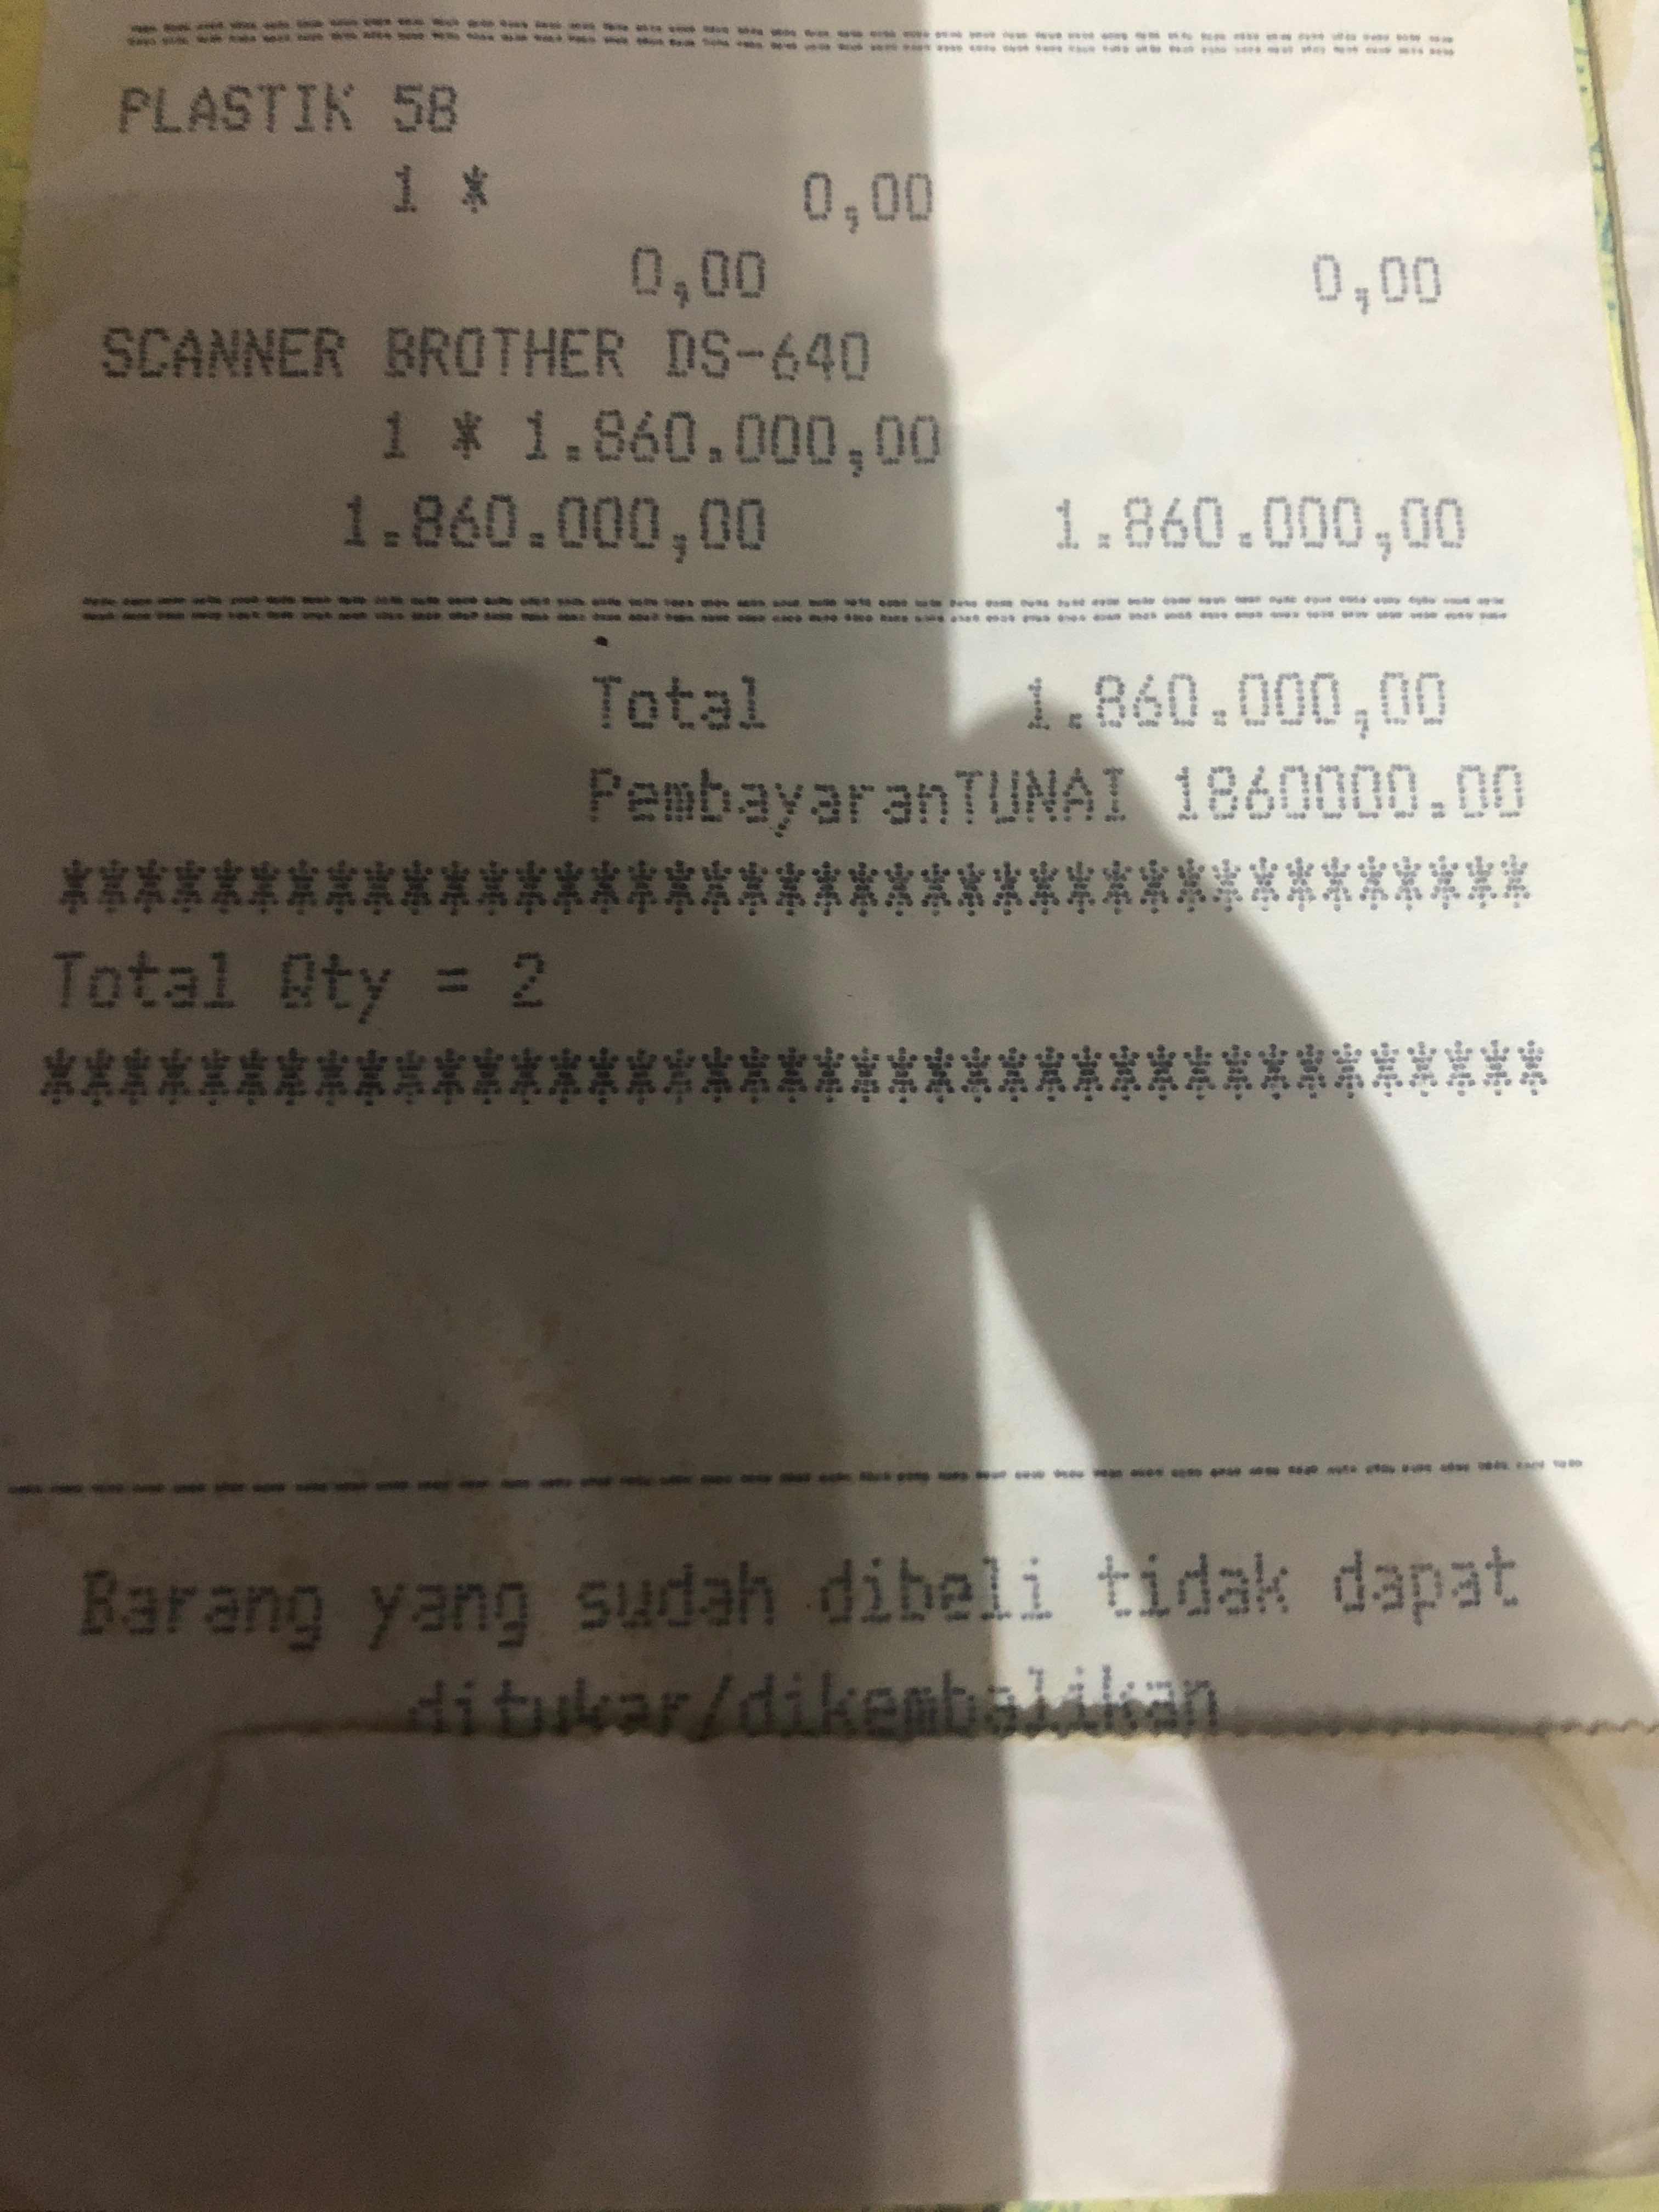 ================================
PLASTIK 58
1 * 0,00
0,00 0,00
SCANNER BROTHER DS-640
1 * 1.860.000,00
1.860.000,00 1.860.000,00
================================
Total 1.860.000,00
PembayaranTUNAI 1860000.00
****************************************
Total Qty = 2
****************************************
----------------------------------------
Barang yang sudah dibeli tidak dapat
ditukar/dikembalikan